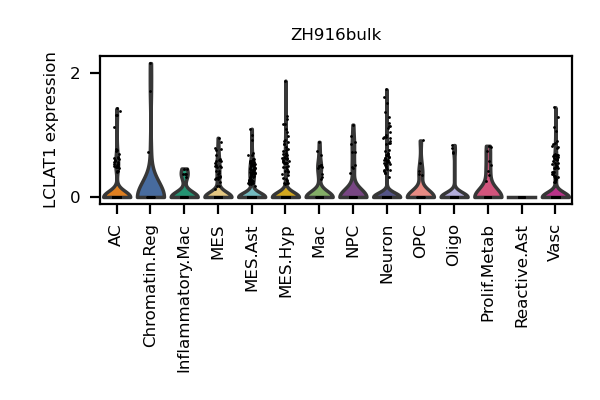 ZH916bulk
LCLAT1 expression
2
0
AC
Chromatin.Reg
Inflammatory.Mac
MES
MES.Ast
MES.Hyp
Mac
NPC
Neuron
OPC
Oligo
Prolif.Metab
Reactive.Ast
Vasc